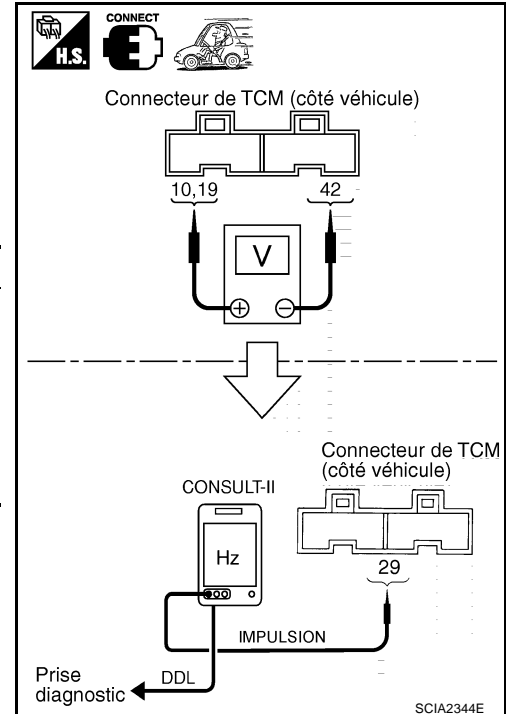 H.S.
CONNECT
Connecteur de TCM (côté véhicule)
10,19
42
V
+
−
Connecteur de TCM
(côté véhicule)
CONSULT-II
Hz
29
IMPULSION
DDL
Prise
diagnostic
SCIA2344E